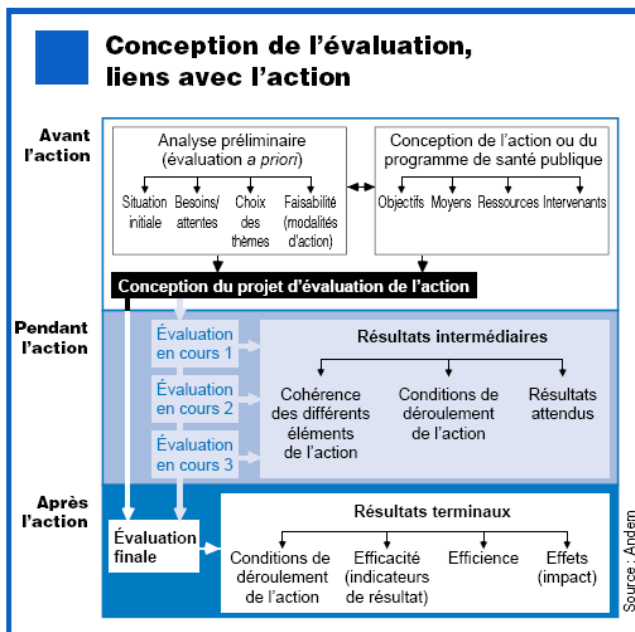 Conception de l'évaluation,
liens avec l'action
Avant
l'action
Analyse préliminaire
(évaluation a priori)
Situation
initiale
Besoins/
attentes
Choix
des
thèmes
Faisabilité
(modalités
d'action)
Conception de l'action ou du
programme de santé publique
Objectifs
Moyens
Ressources
Intervenants
Conception du projet d'évaluation de l'action
Pendant
l'action
Évaluation
en cours 1
Évaluation
en cours 2
Évaluation
en cours 3
Résultats intermédiaires
Cohérence
des différents
éléments
de l'action
Conditions de
déroulement
de l'action
Résultats
attendus
Après
l'action
Évaluation
finale
Résultats terminaux
Conditions de
déroulement
de l'action
Efficacité
(indicateurs
de résultat)
Efficience
Effets
(impact)
Source : Andem